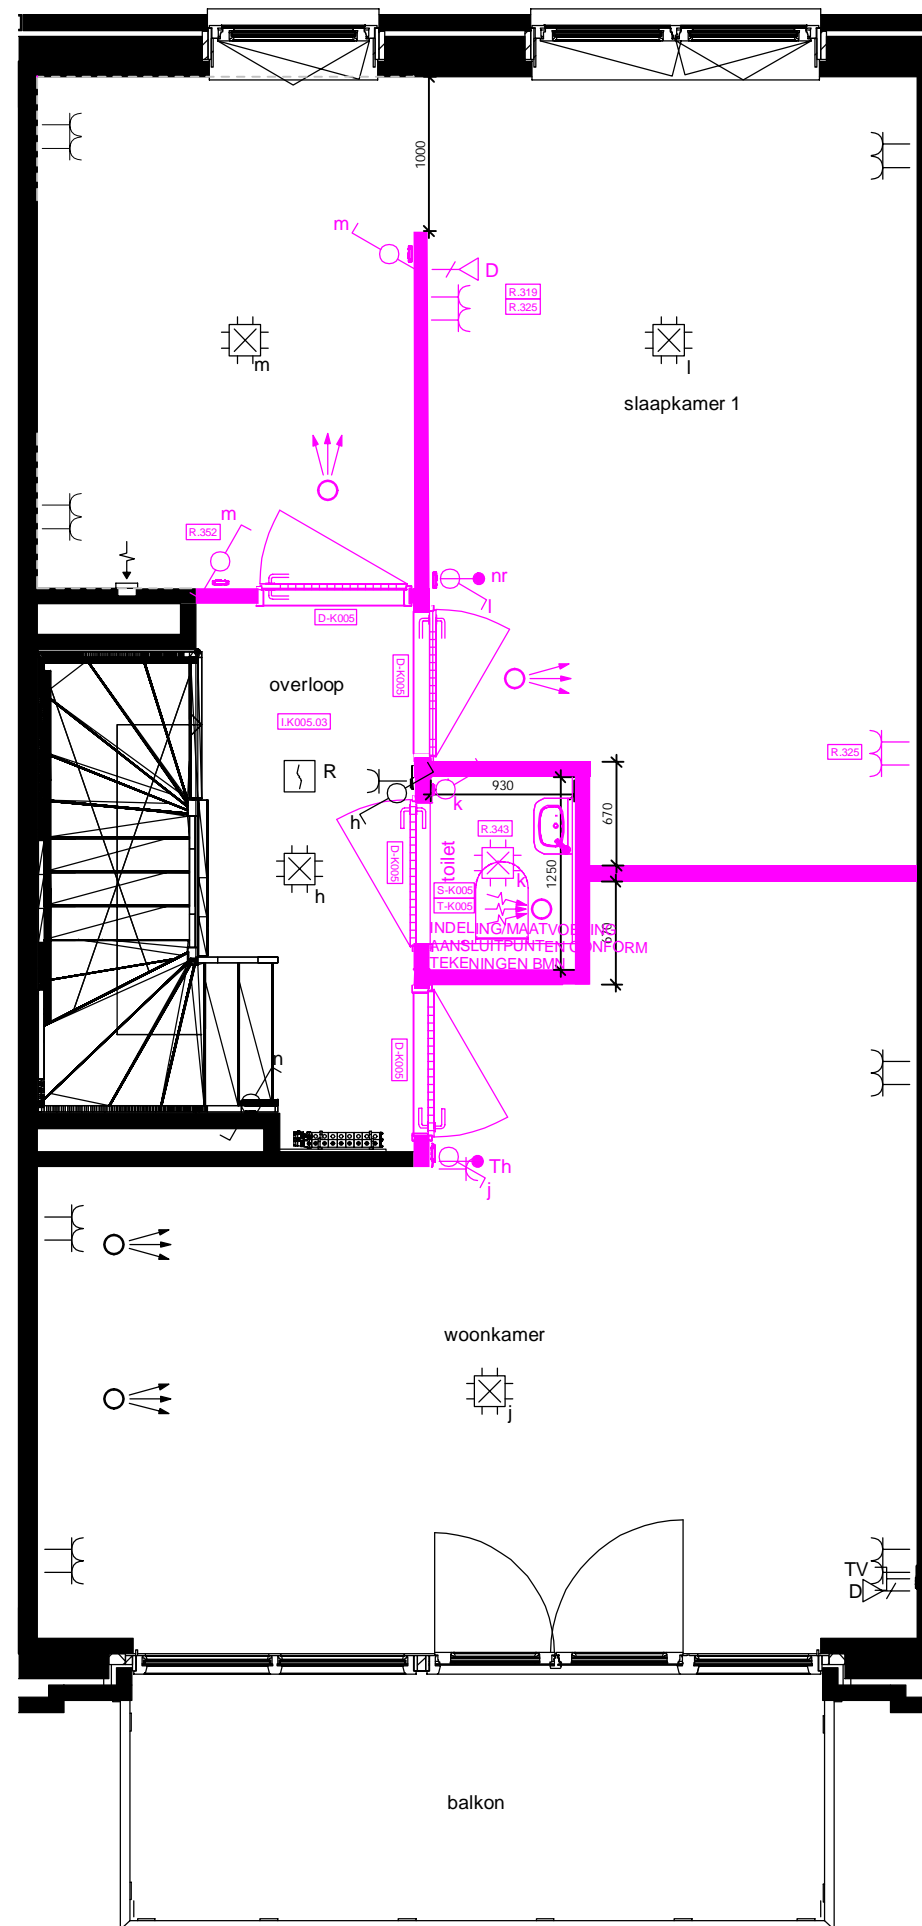 1000
m
D
R.319
R.325
m
l
slaapkamer 1
m
R.352
nr
l
D-K005
D-K005
overloop
I.K005.03
R.325
R
930
670
k
h
R.343
toilet
D-K005
k
1250
h
S-K005
T-K005
INDELING/MAATVOERING
670
AANSLUITPUNTEN CONFORM
TEKENINGEN BMN
D-K005
n
Th
j
woonkamer
j
TV
D
balkon